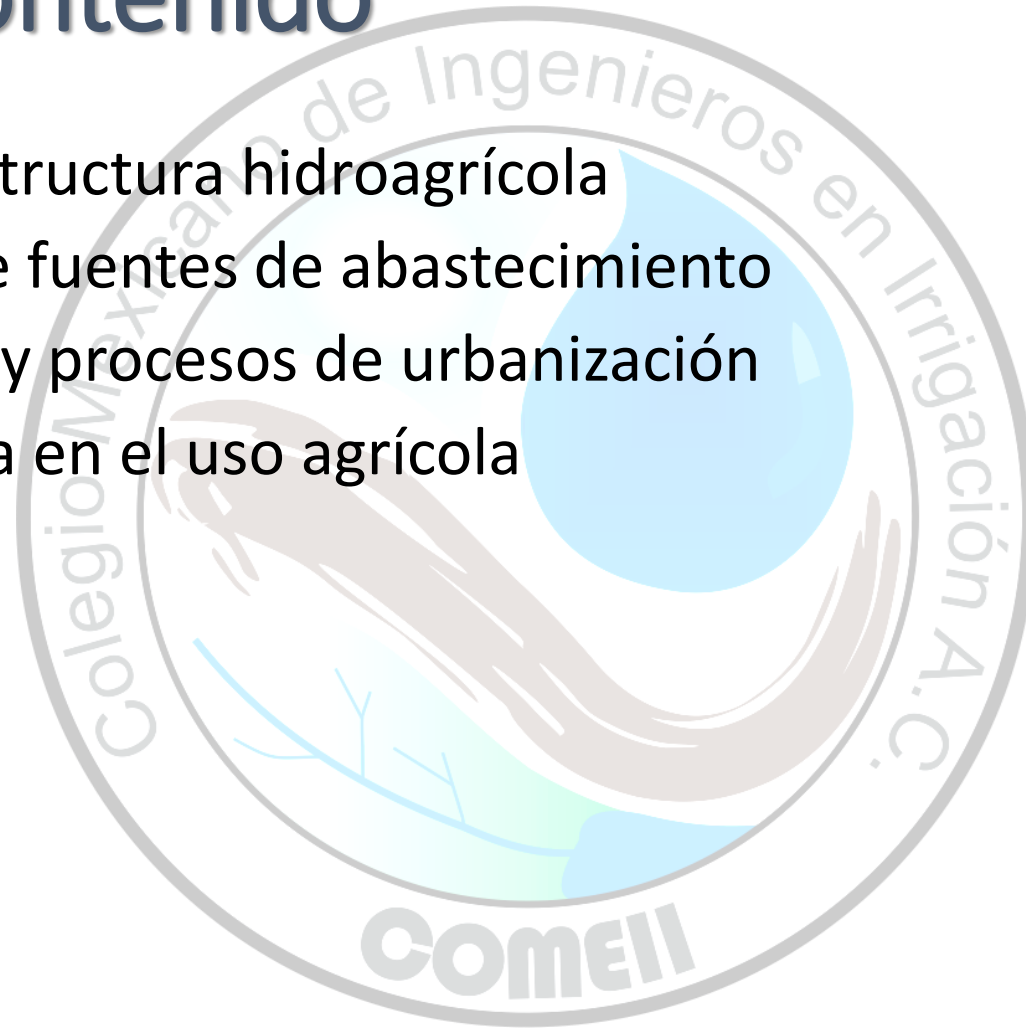 ontenido
tructura hidroagrícola
e fuentes de abastecimiento
y procesos de urbanización
a en el uso agrícola
Colegio Mexicano de Ingenieros en Irrigación A.C.
COMEII